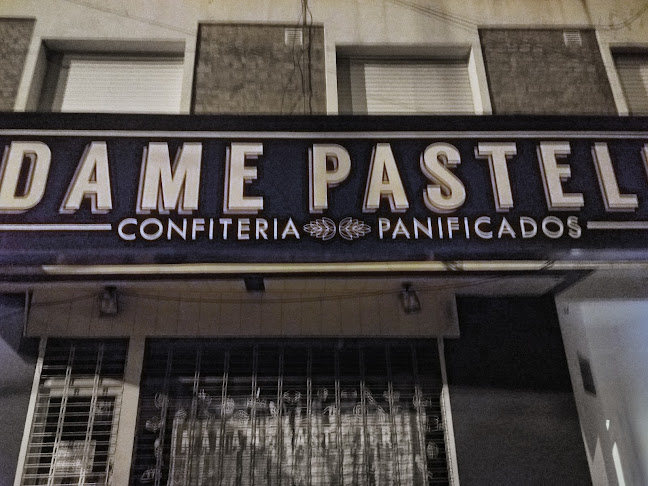 DAME PASTEL
CONFITERIA PANIFICADOS